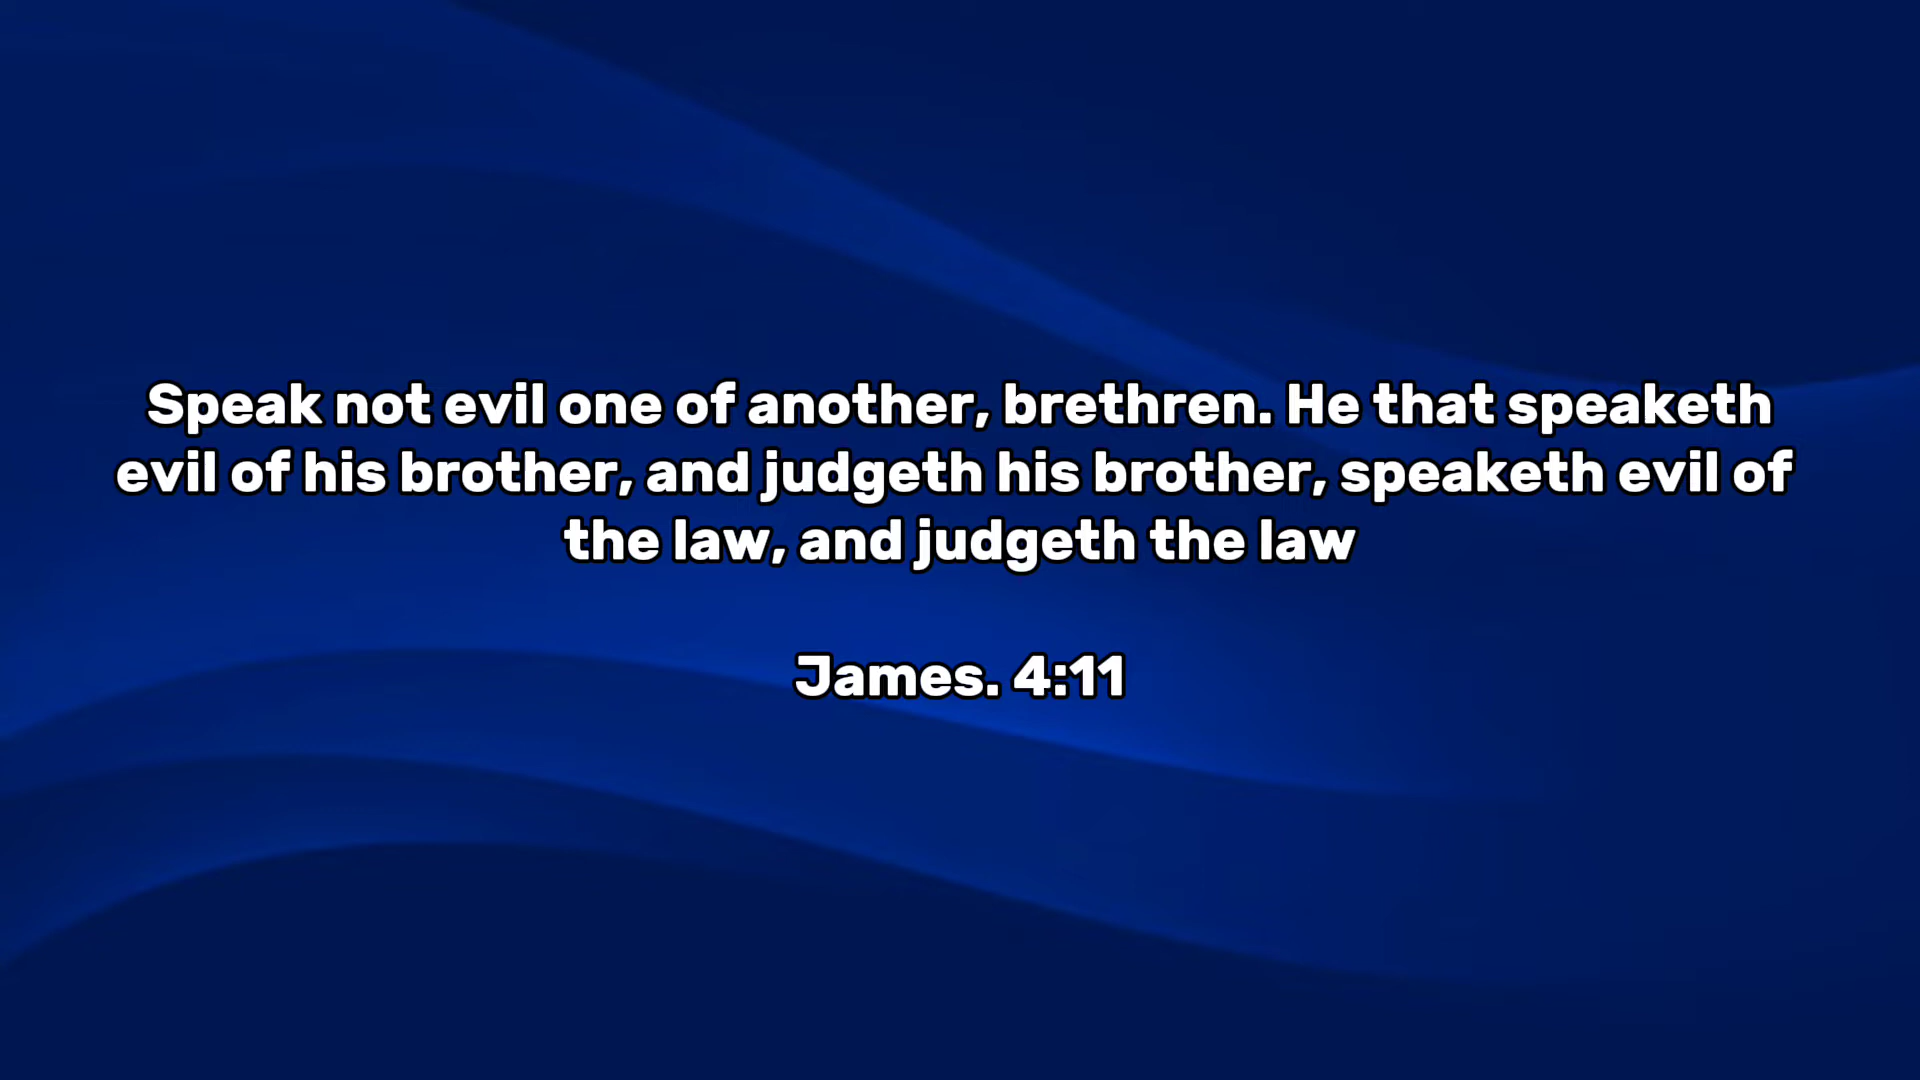 Speak not evil one of another, brethren. He that speaketh
evil of his brother, and judgeth his brother, speaketh evil of
the law, and judgeth the law
James. 4:11